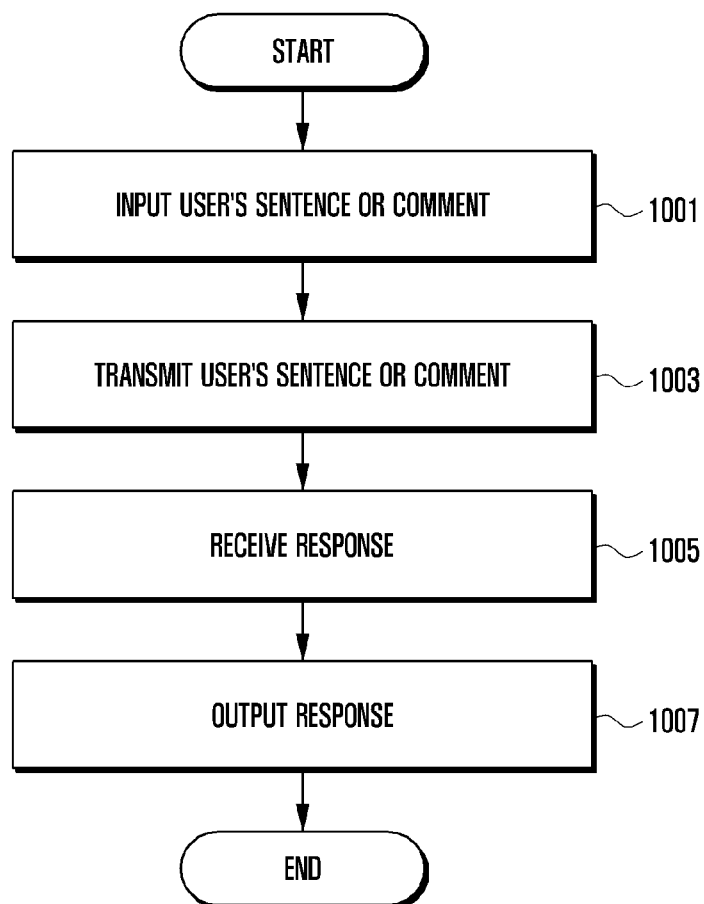 START
INPUT USER'S SENTENCE OR COMMENT
1001
TRANSMIT USER'S SENTENCE OR COMMENT
1003
RECEIVE RESPONSE
1005
OUTPUT RESPONSE
1007
END